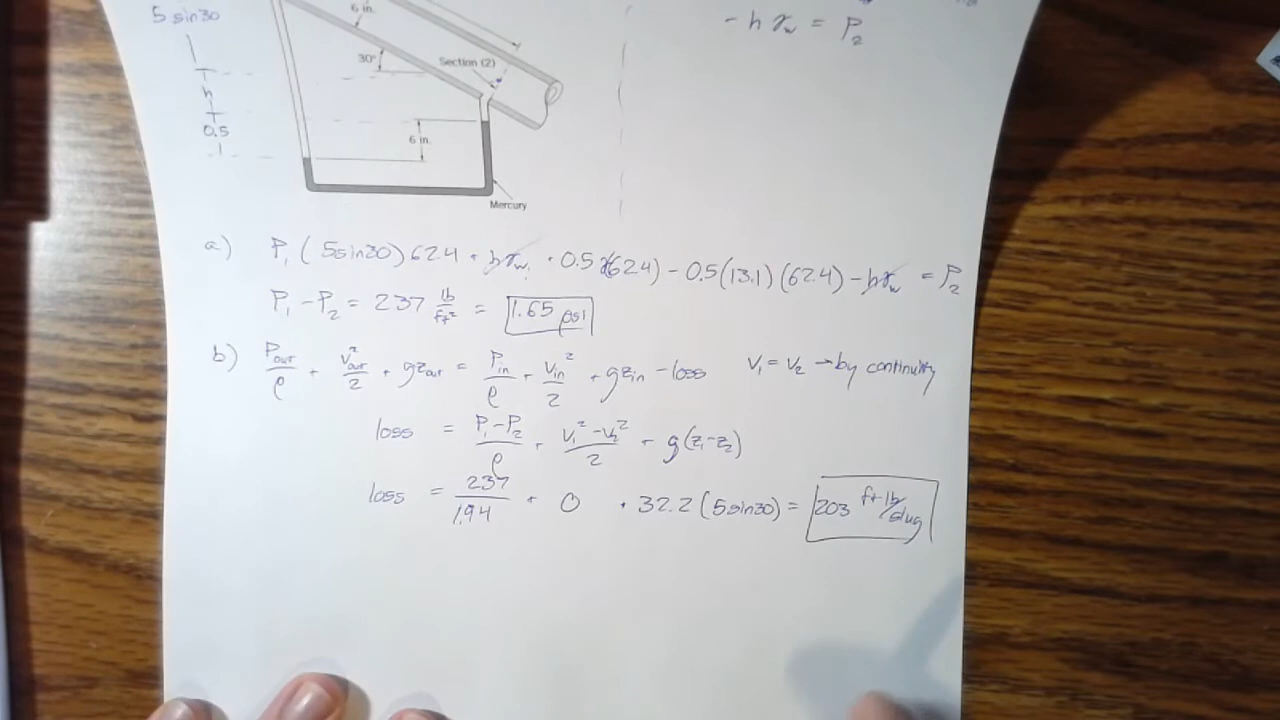 5 sin30
6 in.
- h γw = P2
30°
Section (2)
h
0.5
6 in.
Mercury
a) P1 ( 5sin30) 62.4 + hγw + 0.5 (62.4) - 0.5(13.1)(62.4) - hγw = P2
P1 - P2 = 237 lb/ft² = 1.65 psi
b) Pout/ρ + Vout²/2 + gzout = Pin/ρ + Vin²/2 + gzin - loss V1 = V2 → by continuity
loss = P1-P2/ρ + V1²-V2²/2 + g(z1-z2)
loss = 237/1.94 + 0 + 32.2 (5sin30) = 203 ft lb/slug